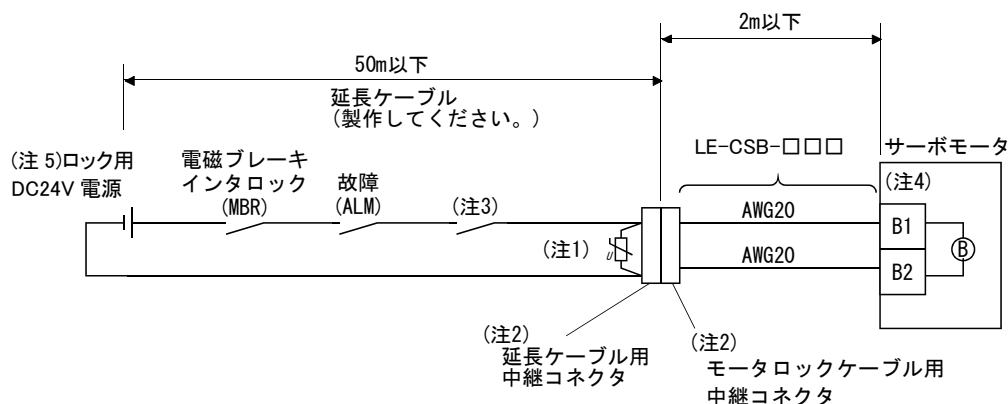 2m以下
50m以下
延長ケーブル
(製作してください。)
LE-CSB-□□□
サーボモータ
(注 5)ロック用
DC24V 電源
電磁ブレーキ
インタロック
(MBR)
故障
(ALM)
(注3)
(注4)
AWG20
B1
(注1)
U
B
AWG20
B2
(注2)
延長ケーブル用
中継コネクタ
(注2)
モータロックケーブル用
中継コネクタ